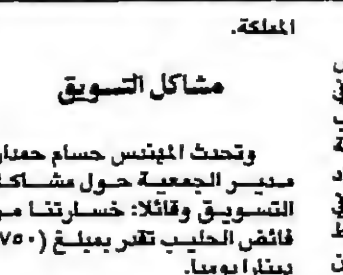 المملكة.
مشاكل التسويق
وتحدث المهندس حسام حمدان
مدير الجمعية حول مشاكل
التسويق وقائلا: خسارتنا من
فائض الحليب تقدر بمبلغ (٧٥٠)
دينارا يوميا.